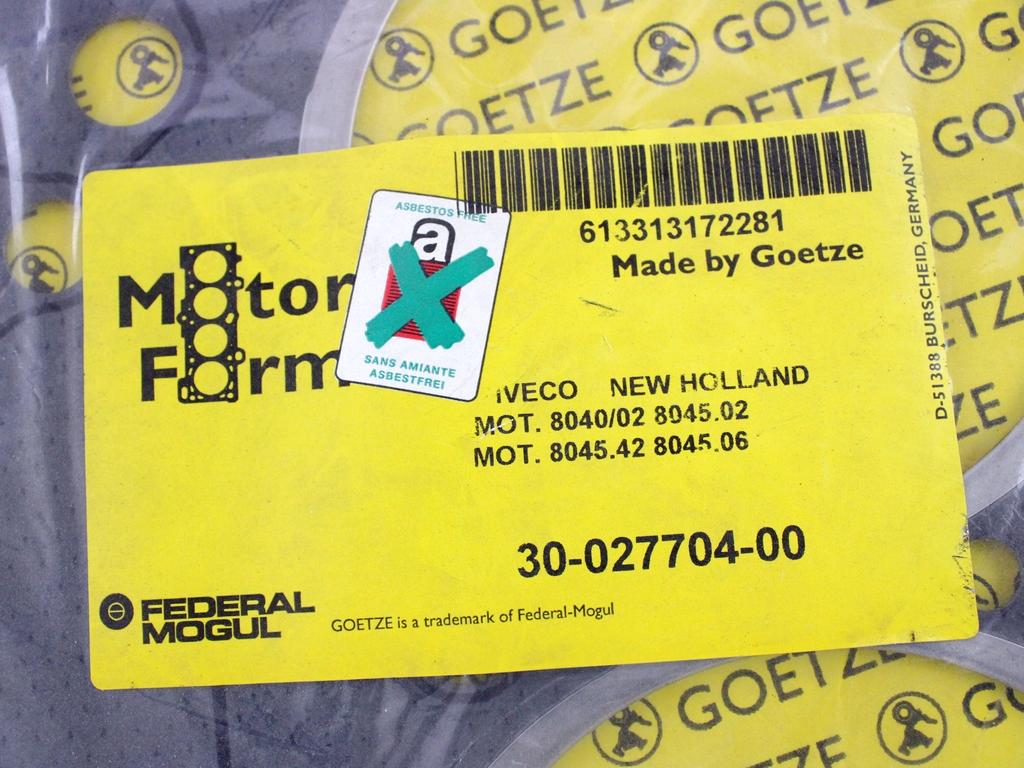 GOETZE
GOETZE
GOETZE
GOETZE
613313172281
Made by Goetze
D-51388 BURSCHEID, GERMANY
ASBESTOS FREE
a
SANS AMIANTE
ASBESTFREI
Motor
Form
IVECO NEW HOLLAND
MOT. 8040/02 8045.02
MOT. 8045.42 8045.06
30-027704-00
FEDERAL
MOGUL
GOETZE is a trademark of Federal-Mogul
GOETZE
GOETZE